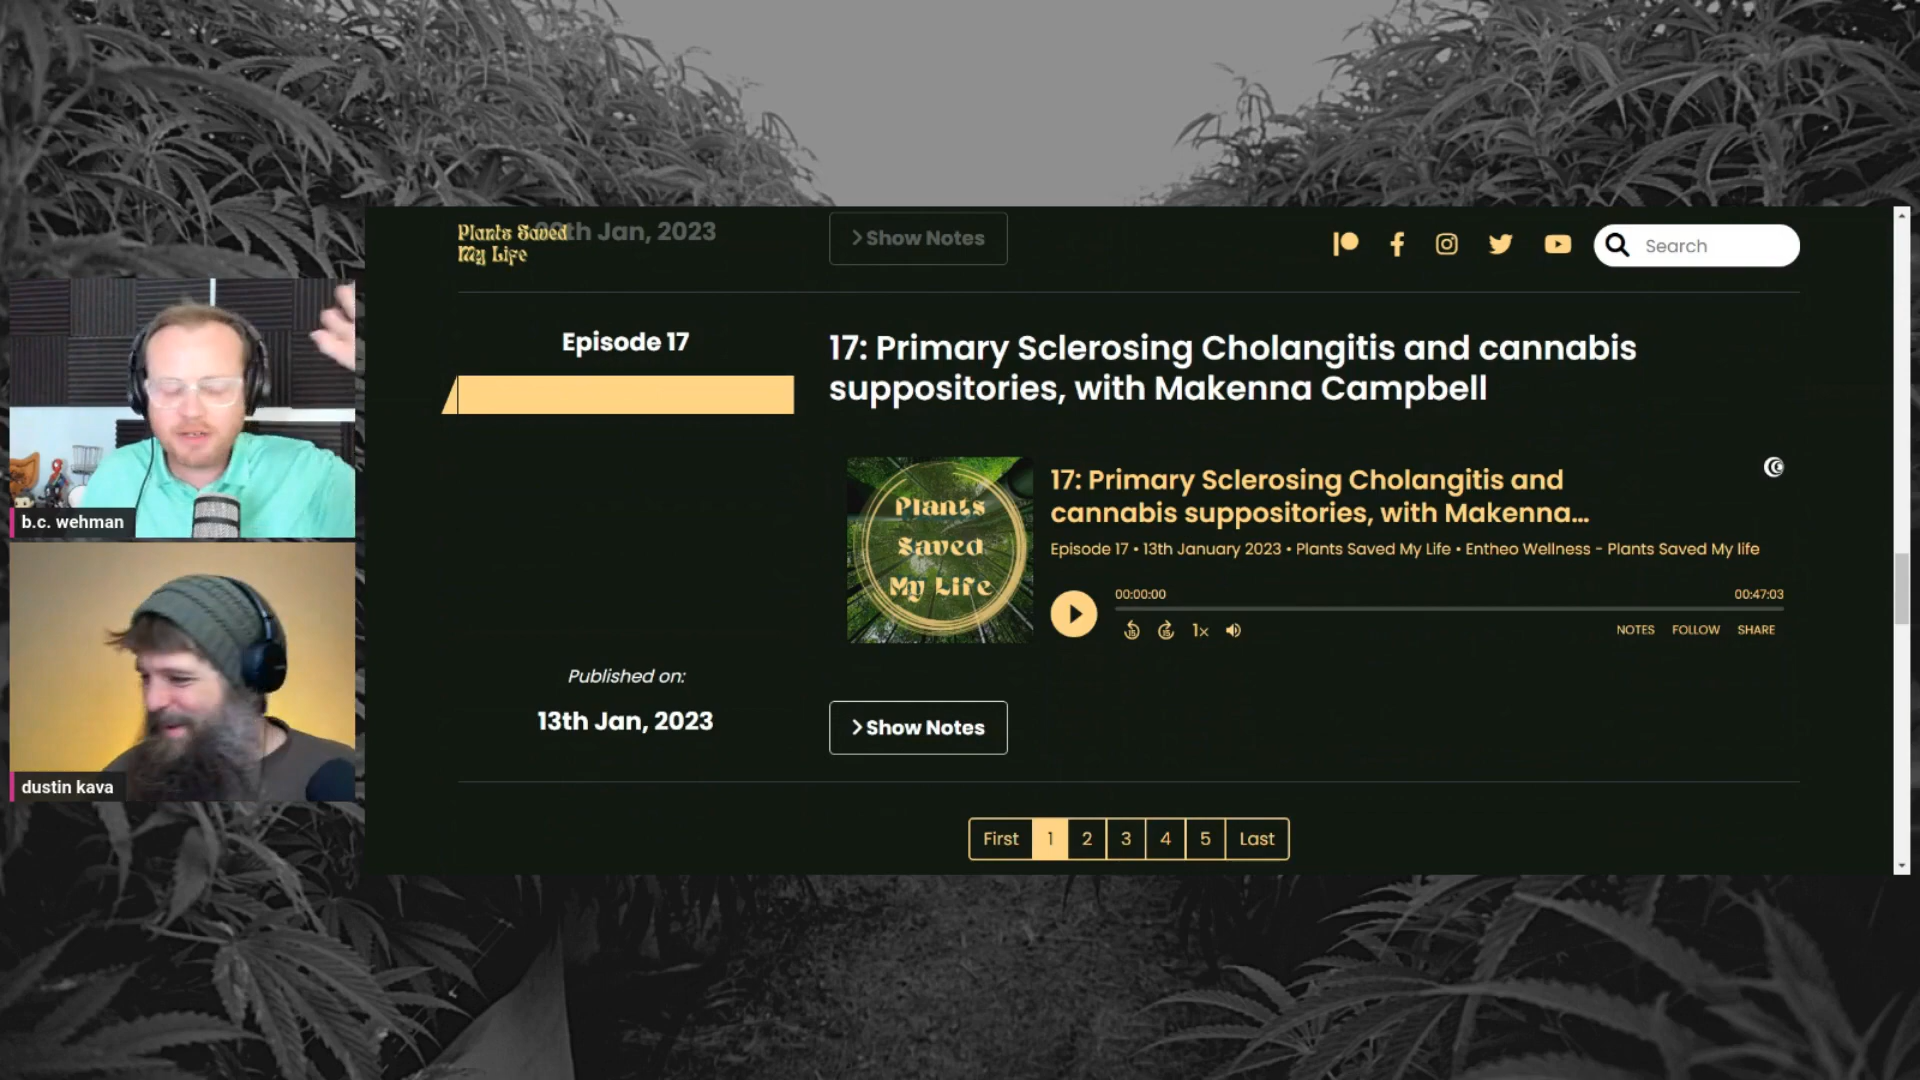 Plants Saved
My Life
th Jan, 2023
Show Notes
Search
Episode 17
17: Primary Sclerosing Cholangitis and cannabis
suppositories, with Makenna Campbell
Plants
Saved
My Life
17: Primary Sclerosing Cholangitis and
cannabis suppositories, with Makenna...
Episode 17 • 13th January 2023 • Plants Saved My Life • Entheo Wellness - Plants Saved My life
00:00:00
00:47:03
15
15
1x
NOTES
FOLLOW
SHARE
Published on:
13th Jan, 2023
Show Notes
First
1
2
3
4
5
Last
b.c. wehman
dustin kava